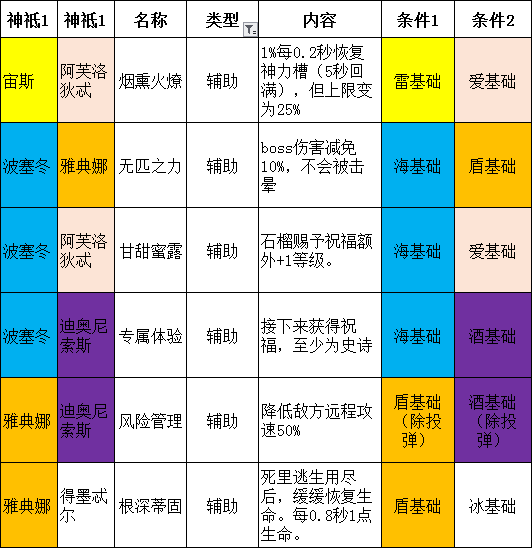 神祇1 神祇1 名称 类型 内容 条件1 条件2
宙斯 阿芙洛狄忒 烟熏火燎 辅助 1%每0.2秒恢复神力槽（5秒回满），但上限变为25% 雷基础 爱基础
波塞冬 雅典娜 无匹之力 辅助 boss伤害减免10%，不会被击晕 海基础 盾基础
波塞冬 阿芙洛狄忒 甘甜蜜露 辅助 石榴赐予祝福额外+1等级。 海基础 爱基础
波塞冬 迪奥尼索斯 专属体验 辅助 接下来获得祝福，至少为史诗 海基础 酒基础
雅典娜 迪奥尼索斯 风险管理 辅助 降低敌方远程攻速50% 盾基础（除投弹） 酒基础（除投弹）
雅典娜 得墨忒尔 根深蒂固 辅助 死里逃生用尽后，缓缓恢复生命。每0.8秒1点生命。 盾基础 冰基础